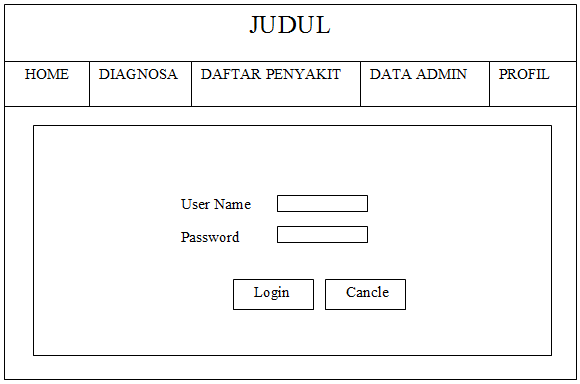 JUDUL
HOME DIAGNOSA DAFTAR PENYAKIT DATA ADMIN PROFIL
User Name
Password
Login Cancle